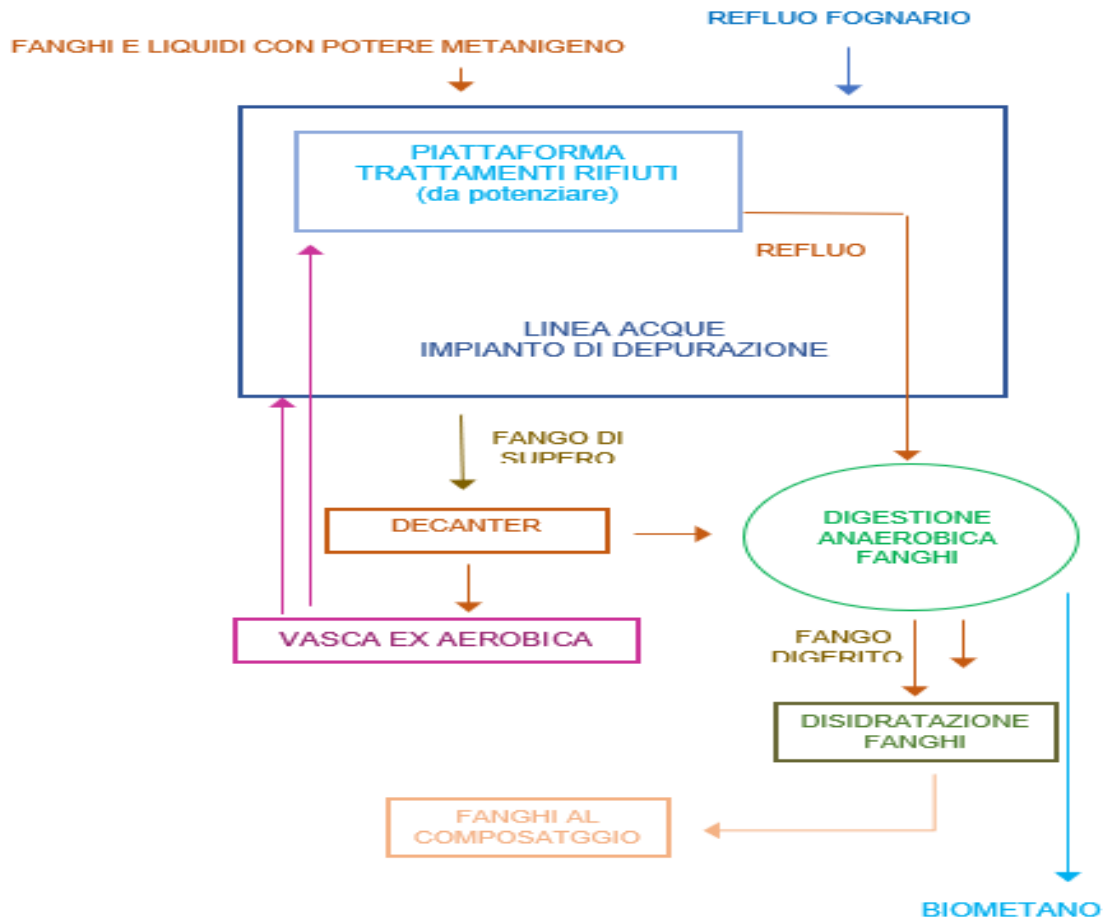 REFLUO FOGNARIO
FANGHI E LIQUIDI CON POTERE METANIGENO
PIATTAFORMA
TRATTAMENTI RIFIUTI
(da potenziare)
REFLUO
LINEA ACQUE
IMPIANTO DI DEPURAZIONE
FANGO DI
SUPERO
DECANTER
DIGESTIONE
ANAEROBICA
FANGHI
VASCA EX AEROBICA
FANGO
DIGERITO
DISIDRATAZIONE
FANGHI
FANGHI AL
COMPOSATGGIO
BIOMETANO